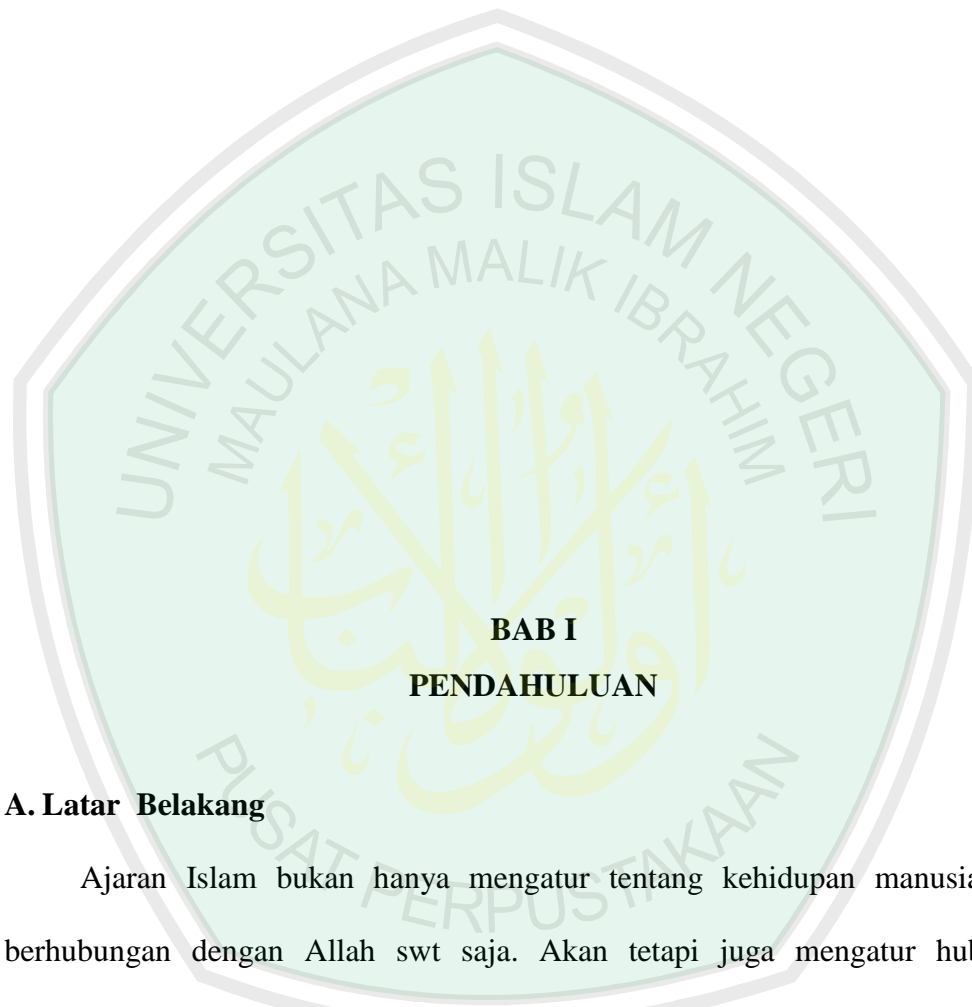 UNIVERSITAS ISLAM NEGERI
MAULANA MALIK IBRAHIM
BAB I
PENDAHULUAN
A. Latar Belakang
Ajaran Islam bukan hanya mengatur tentang kehidupan manusia
berhubungan dengan Allah swt saja. Akan tetapi juga mengatur
PUSAT PERPUSTAKAAN